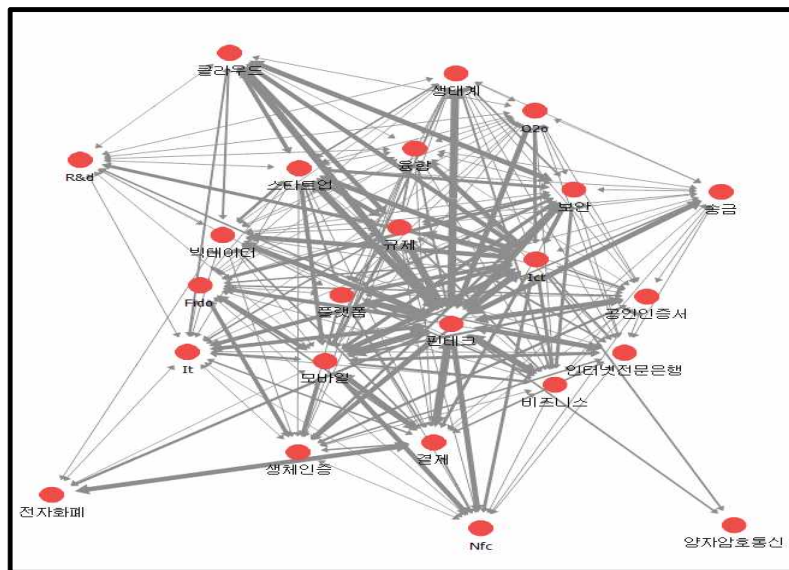 클라우드
생태계
O2o
융합
R&d
스타트업
보안
송금
빅데이터
규제
Ict
Fido
플랫폼
공인인증서
핀테크
It
모바일
인터넷전문은행
비즈니스
생체인증
결제
전자화폐
Nfc
양자암호통신